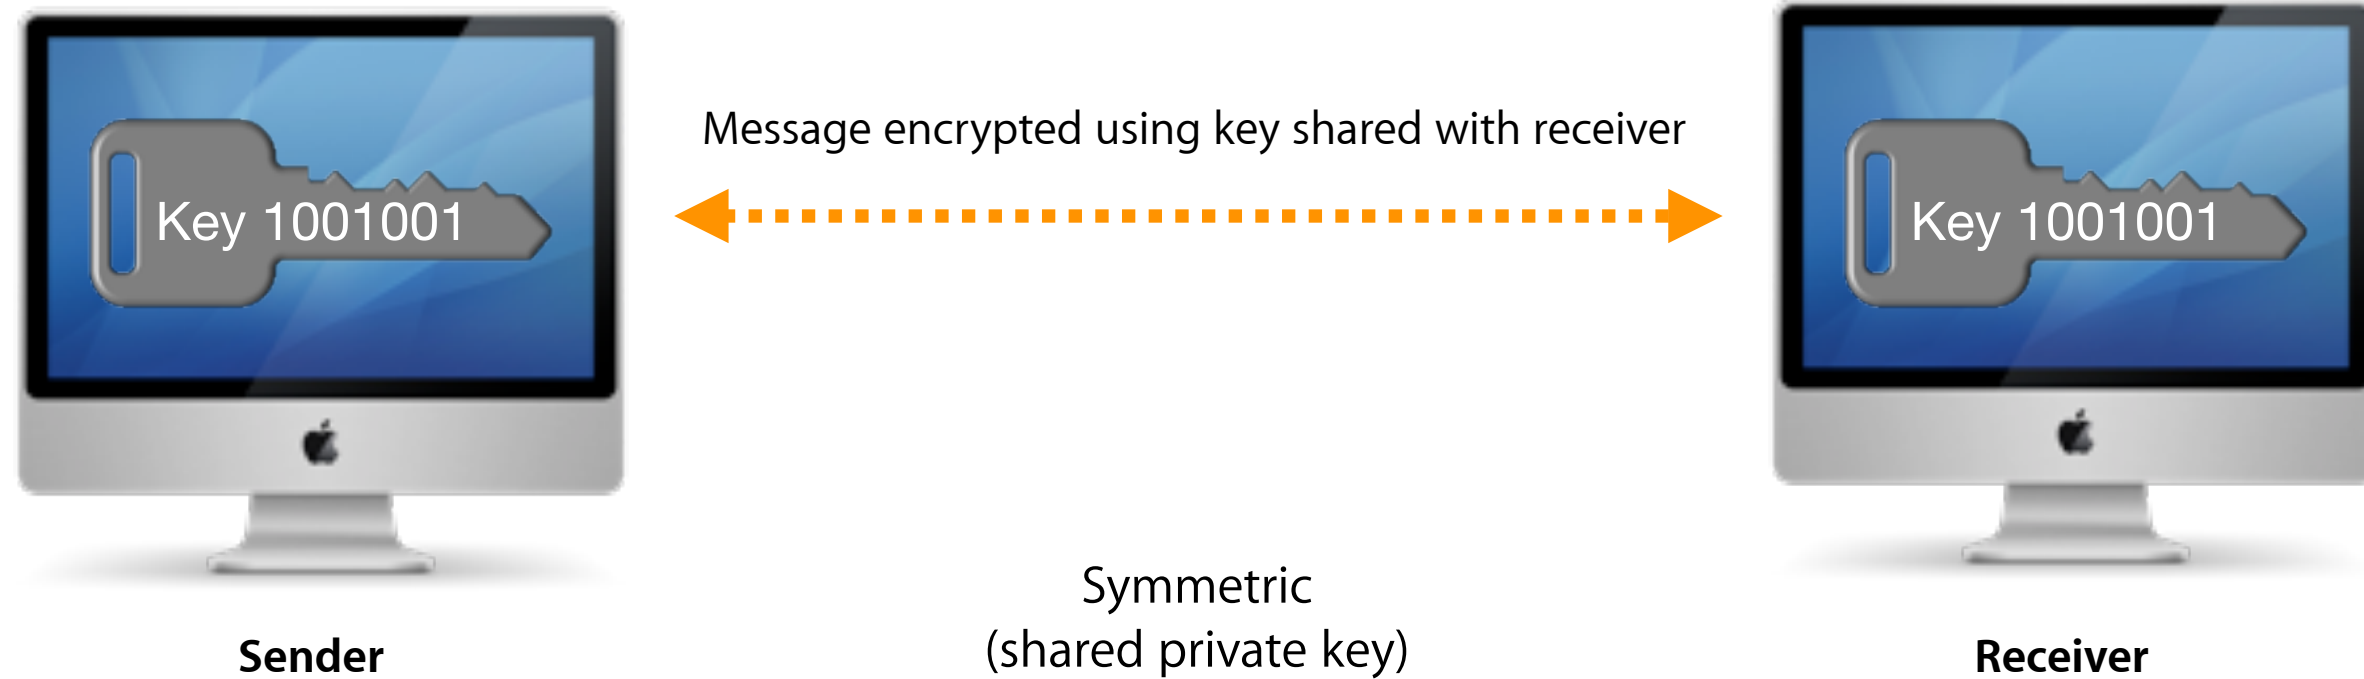 Message encrypted using key shared with receiver
Key 1001001
Key 1001001
Symmetric
(shared private key)
Sender
Receiver